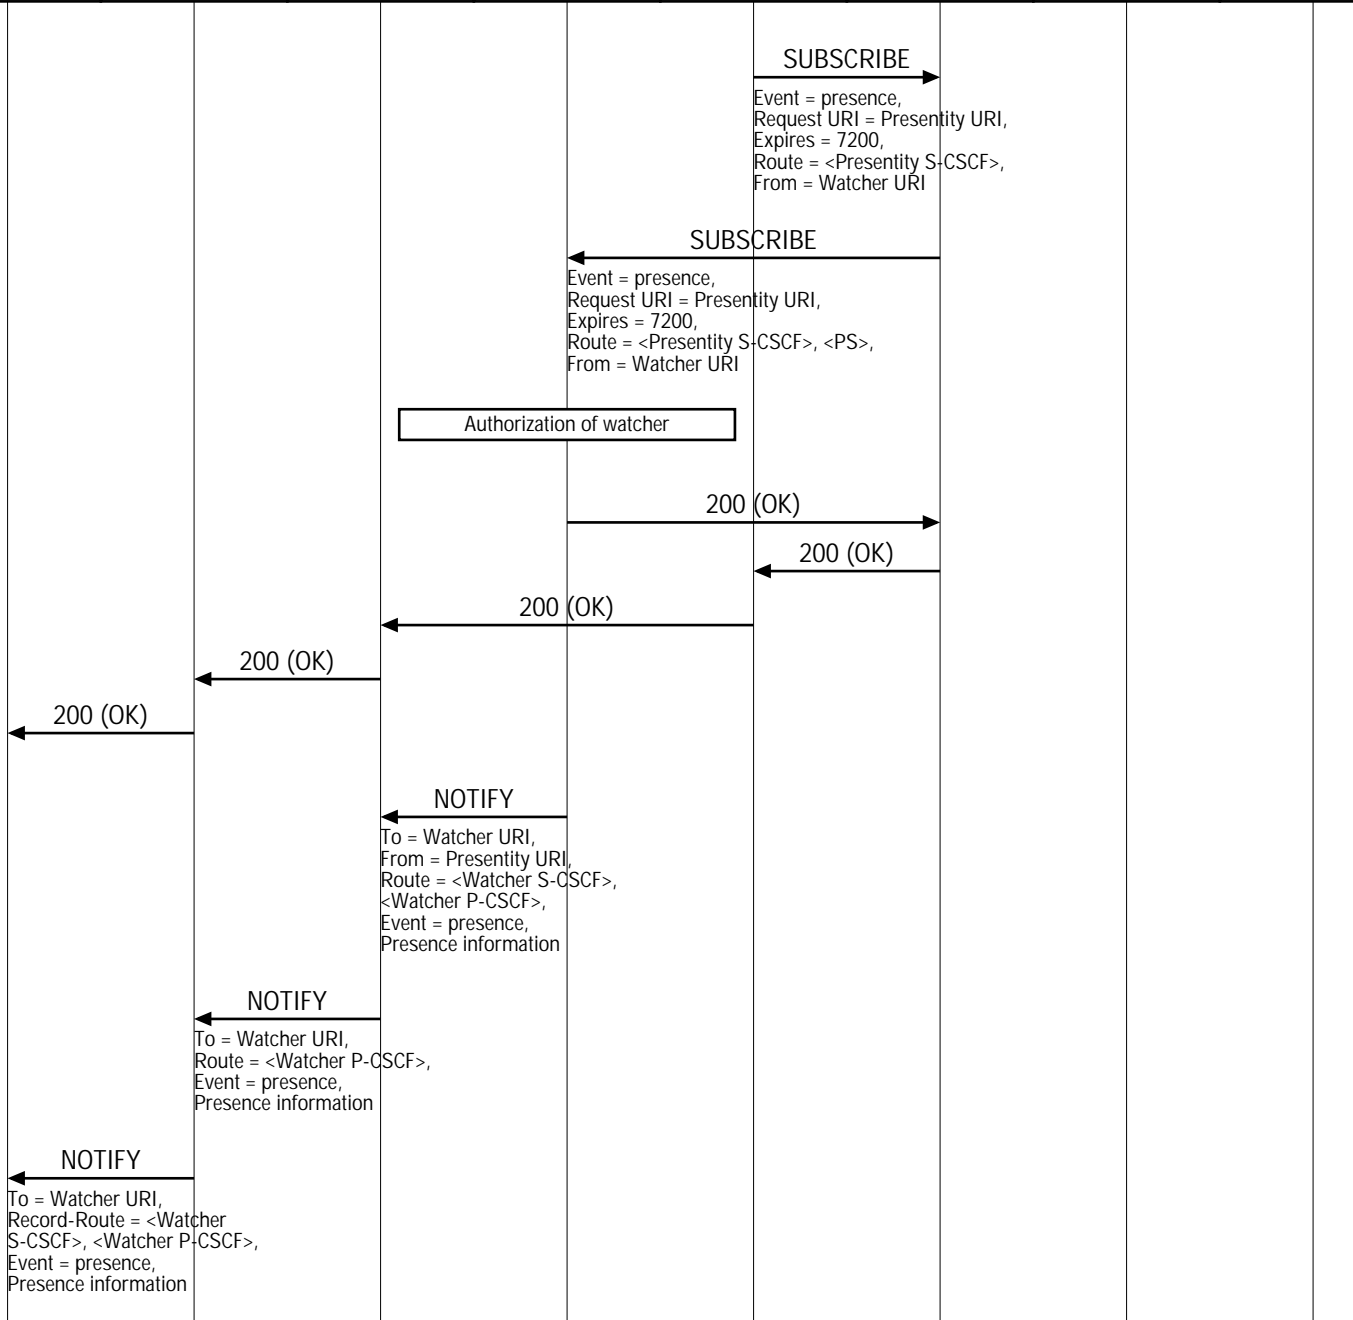 SUBSCRIBE
Event = presence,
Request URI = Presentity URI,
Expires = 7200,
Route = <Presentity S-CSCF>,
From = Watcher URI
SUBSCRIBE
Event = presence,
Request URI = Presentity URI,
Expires = 7200,
Route = <Presentity S-CSCF>, <PS>,
From = Watcher URI
Authorization of watcher
200 (OK)
200 (OK)
200 (OK)
200 (OK)
200 (OK)
NOTIFY
To = Watcher URI,
From = Presentity URI,
Route = <Watcher S-CSCF>,
<Watcher P-CSCF>,
Event = presence,
Presence information
NOTIFY
To = Watcher URI,
Route = <Watcher P-CSCF>,
Event = presence,
Presence information
NOTIFY
To = Watcher URI,
Record-Route = <Watcher
S-CSCF>, <Watcher P-CSCF>,
Event = presence,
Presence information